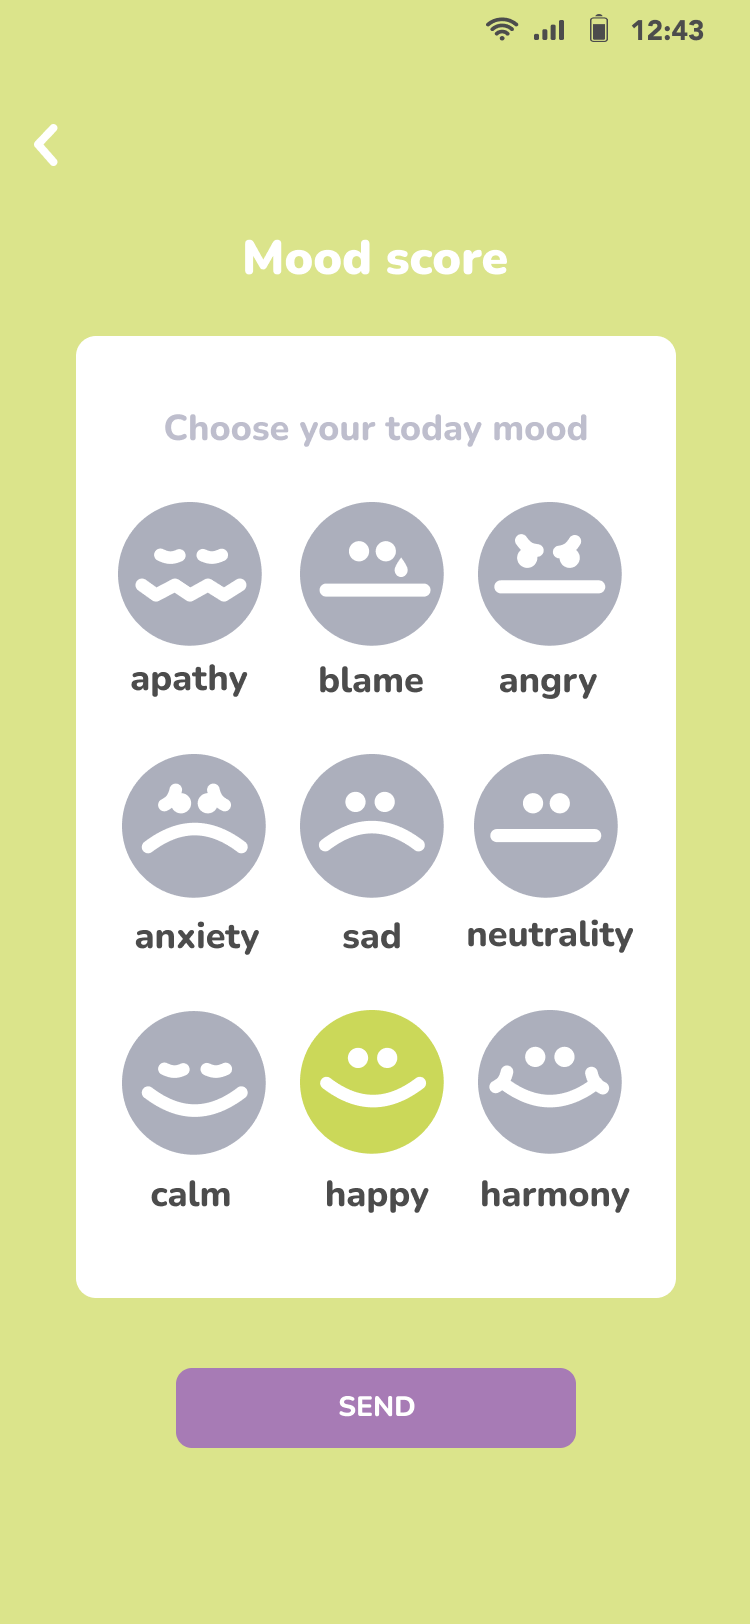 12:43
Mood score
Choose your today mood
apathy blame angry
anxiety sad neutrality
calm happy harmony
SEND